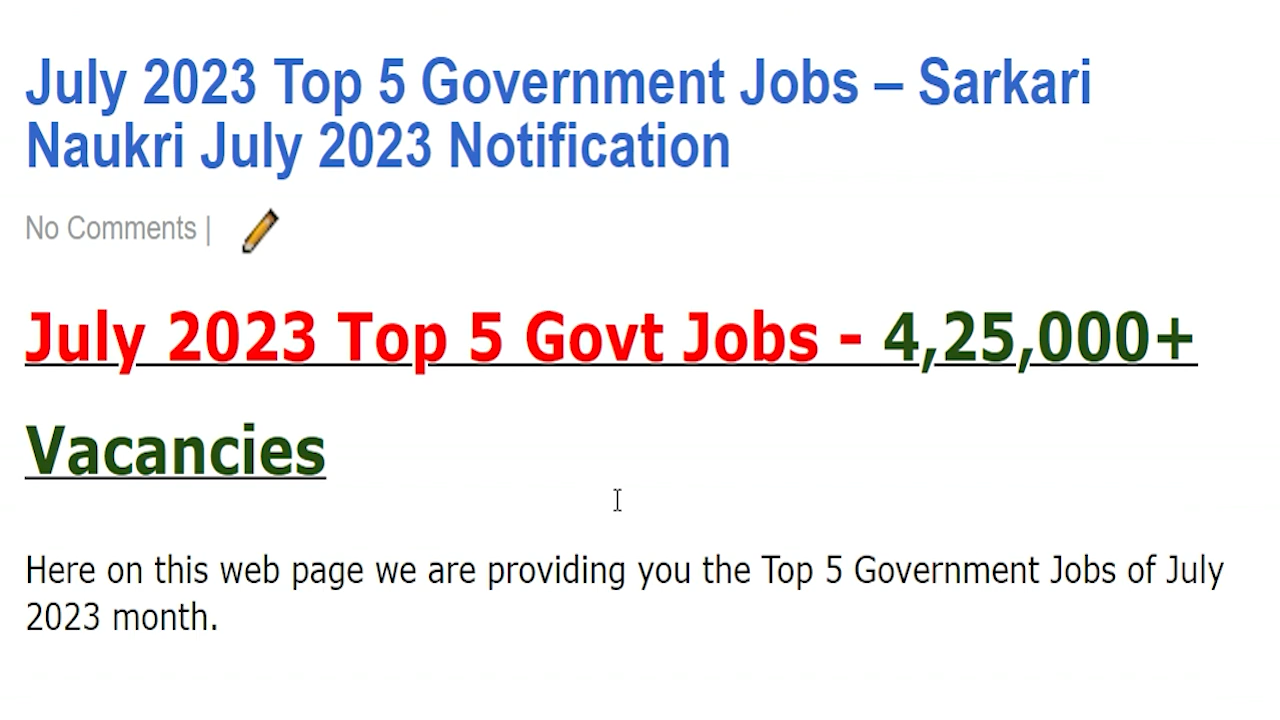 July 2023 Top 5 Government Jobs – Sarkari
Naukri July 2023 Notification
No Comments |
July 2023 Top 5 Govt Jobs - 4,25,000+
Vacancies
Here on this web page we are providing you the Top 5 Government Jobs of July
2023 month.